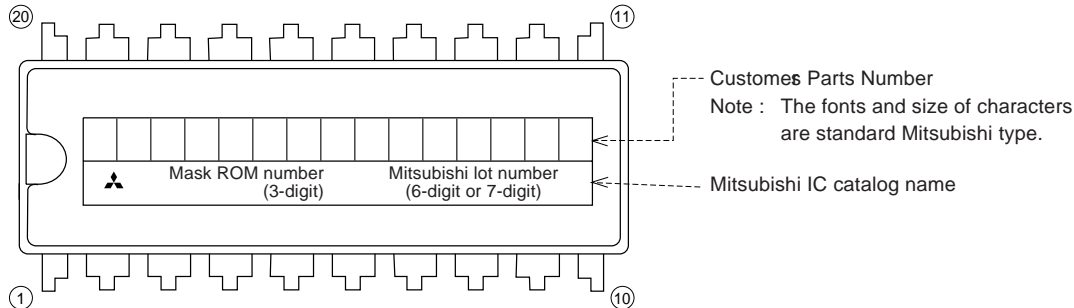 ⑳ ⑪
Customer's Parts Number
Note : The fonts and size of characters
are standard Mitsubishi type.
Mask ROM number
(3-digit)
Mitsubishi lot number
(6-digit or 7-digit)
Mitsubishi IC catalog name
① ⑩